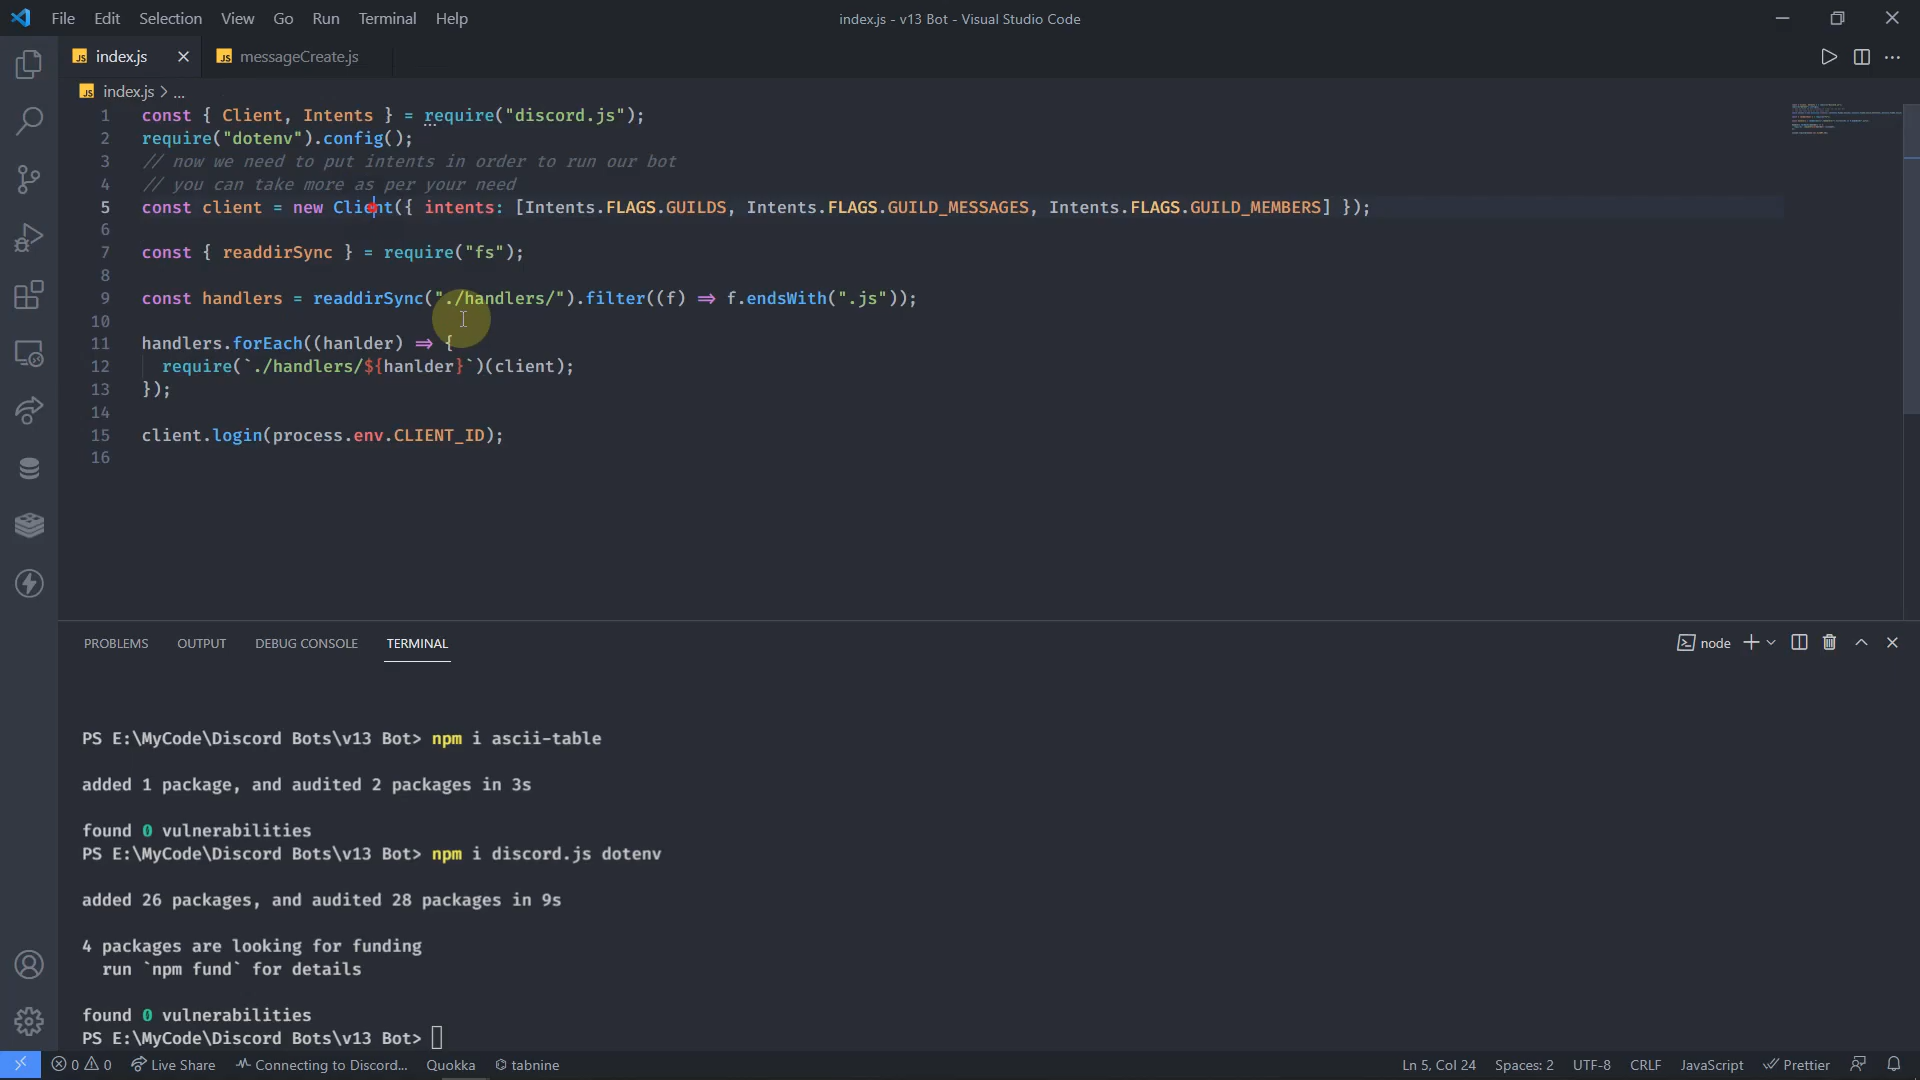 File Edit Selection View Go Run Terminal Help
index.js - v13 Bot - Visual Studio Code
JS index.js
JS messageCreate.js
JS index.js > ...
1 const { Client, Intents } = require("discord.js");
2 require("dotenv").config();
3 // now we need to put intents in order to run our bot
4 // you can take more as per your need
5 const client = new Client({ intents: [Intents.FLAGS.GUILDS, Intents.FLAGS.GUILD_MESSAGES, Intents.FLAGS.GUILD_MEMBERS] });
6
7 const { readdirSync } = require("fs");
8
9 const handlers = readdirSync("./handlers/").filter((f) => f.endsWith(".js"));
10
11 handlers.forEach((hanlder) => {
12 require(`./handlers/${hanlder}`)(client);
13 });
14
15 client.login(process.env.CLIENT_ID);
16
PROBLEMS OUTPUT DEBUG CONSOLE TERMINAL
node
PS E:\MyCode\Discord Bots\v13 Bot> npm i ascii-table
added 1 package, and audited 2 packages in 3s
found 0 vulnerabilities
PS E:\MyCode\Discord Bots\v13 Bot> npm i discord.js dotenv
added 26 packages, and audited 28 packages in 9s
4 packages are looking for funding
run `npm fund` for details
found 0 vulnerabilities
PS E:\MyCode\Discord Bots\v13 Bot>
0 0 Live Share Connecting to Discord... Quokka tabnine Ln 5, Col 24 Spaces: 2 UTF-8 CRLF JavaScript Prettier